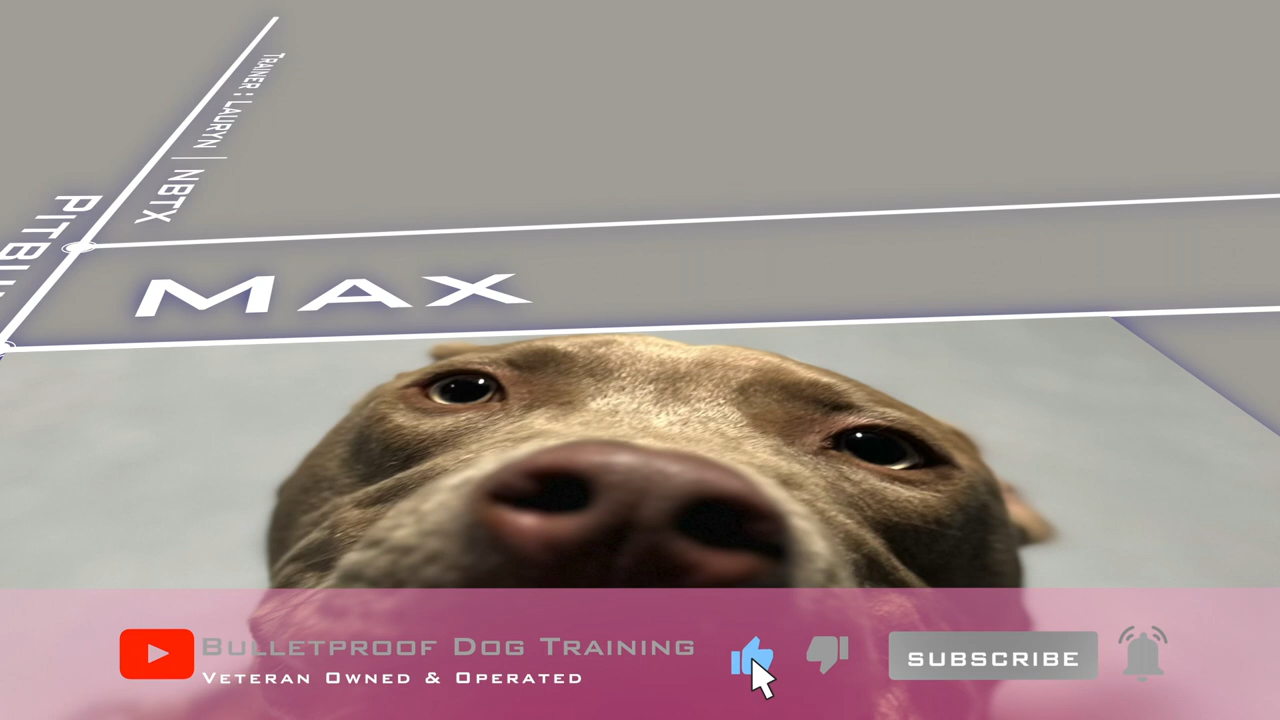 Trainer : Lauryn | NBTX
Max
Bulletproof Dog Training
Veteran Owned & Operated
SUBSCRIBE